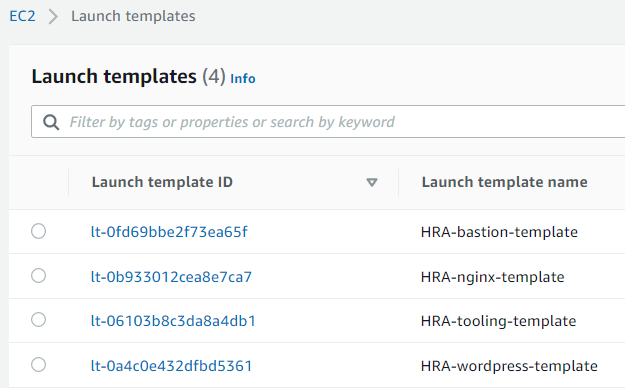 EC2 > Launch templates
Launch templates (4) Info
Filter by tags or properties or search by keyword
Launch template ID Launch template name
lt-0fd69bbe2f73ea65f HRA-bastion-template
lt-0b933012cea8e7ca7 HRA-nginx-template
lt-06103b8c3da8a4db1 HRA-tooling-template
lt-0a4c0e432dfbd5361 HRA-wordpress-template